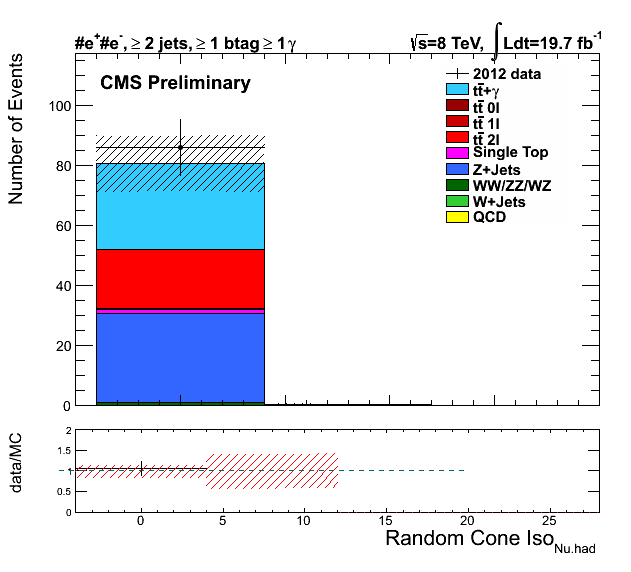 #e+#e-, ≥ 2 jets, ≥ 1 btag ≥ 1γ
√s=8 TeV, ∫Ldt=19.7 fb-1
CMS Preliminary
2012 data
tt̄+γ
tt̄ 0l
tt̄ 1l
tt̄ 2l
Single Top
Z+Jets
WW/ZZ/WZ
W+Jets
QCD
Number of Events
100
80
60
40
20
0
data/MC
2
1.5
1
0.5
0
0 5 10 15 20 25
Random Cone IsoNu.had